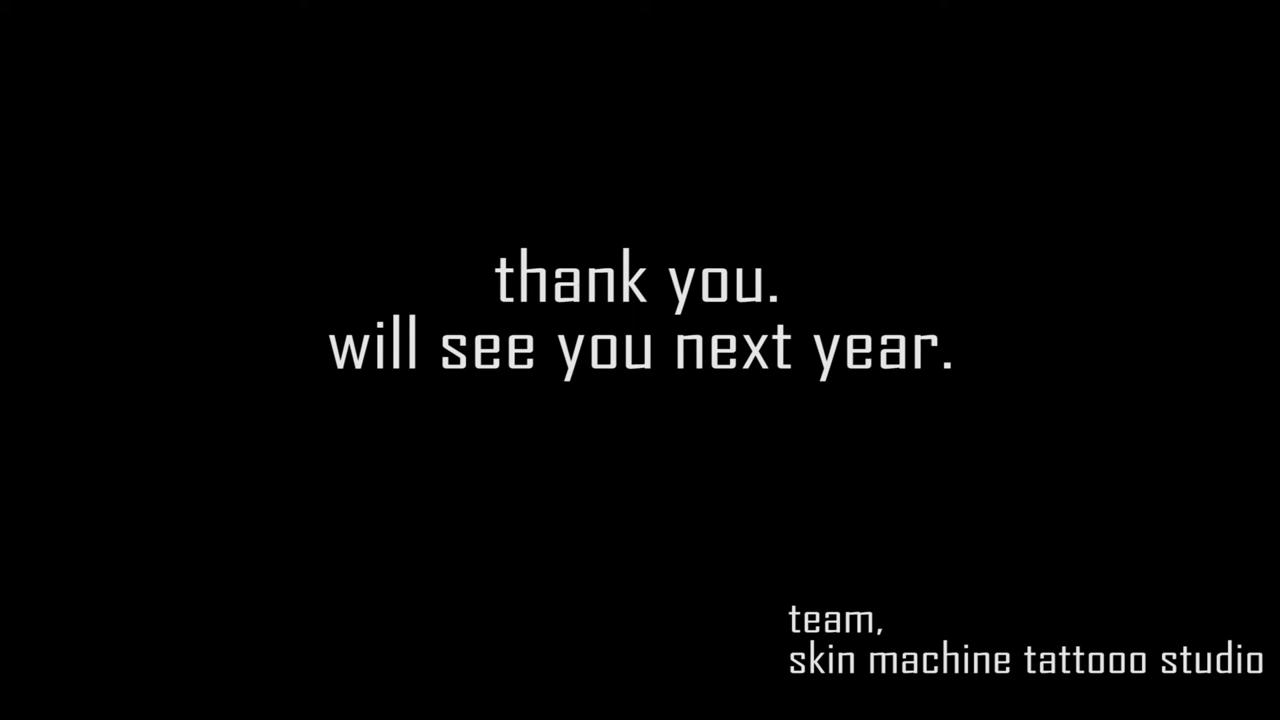 thank you.
will see you next year.
team,
skin machine tattooo studio